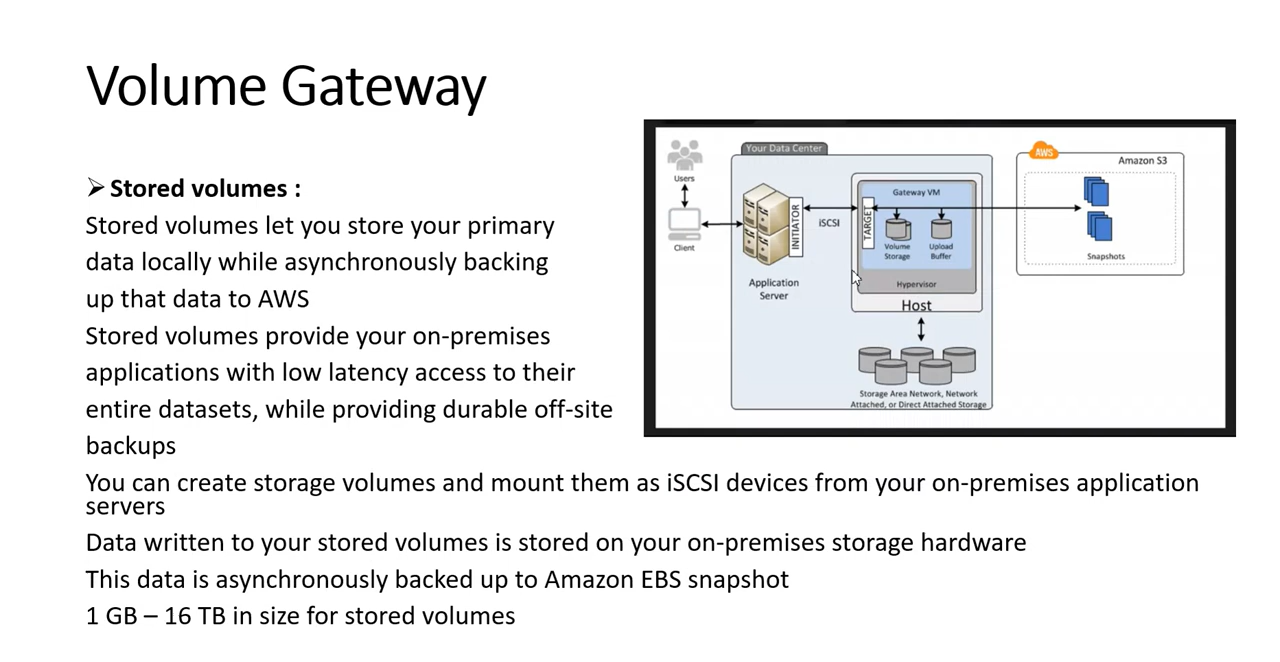 Volume Gateway
➢ Stored volumes :
Stored volumes let you store your primary
data locally while asynchronously backing
up that data to AWS
Stored volumes provide your on-premises
applications with low latency access to their
entire datasets, while providing durable off-site
backups
You can create storage volumes and mount them as iSCSI devices from your on-premises application
servers
Data written to your stored volumes is stored on your on-premises storage hardware
This data is asynchronously backed up to Amazon EBS snapshot
1 GB – 16 TB in size for stored volumes
Users
Client
Your Data Center
Application
Server
INITIATOR
iSCSI
TARGET
Gateway VM
Volume
Storage
Upload
Buffer
Hypervisor
Host
Storage Area Network, Network
Attached, or Direct Attached Storage
AWS
Amazon S3
Snapshots